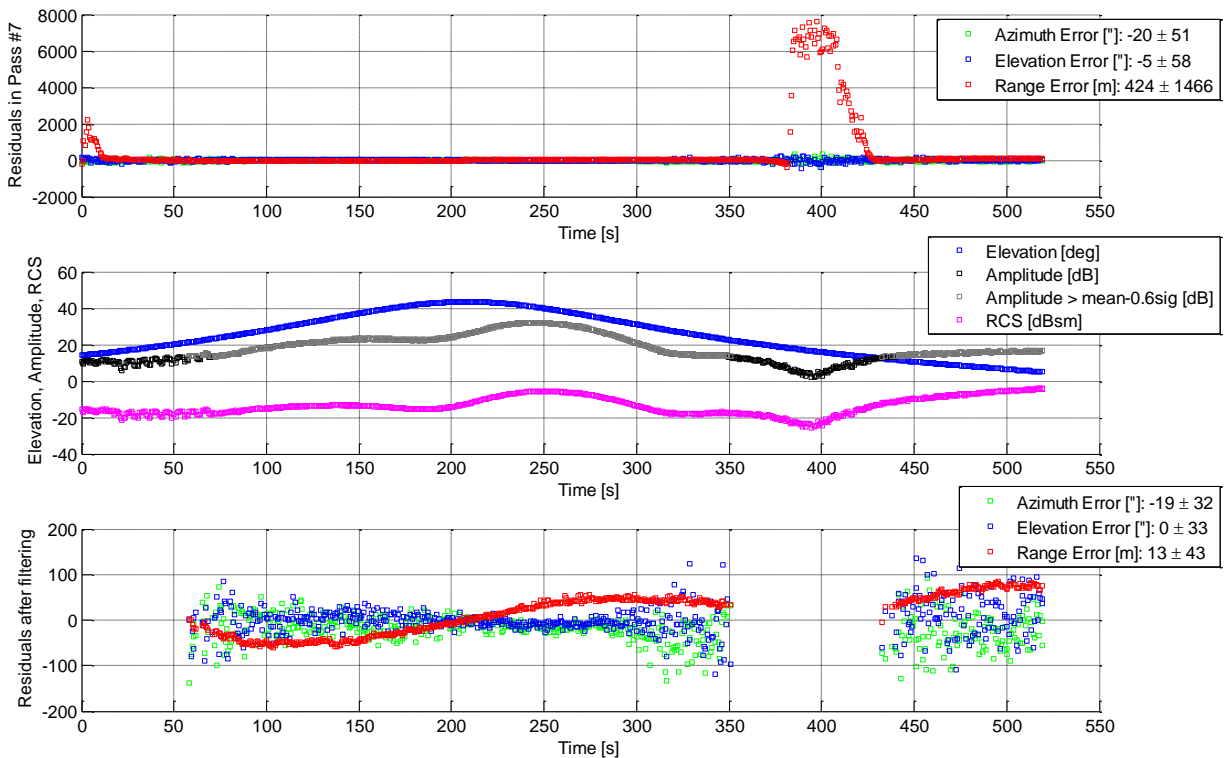 Residuals in Pass #7
8000
6000
4000
2000
0
-2000
0 50 100 150 200 250 300 350 400 450 500 550
Time [s]
Azimuth Error ["]: -20 ± 51
Elevation Error ["]: -5 ± 58
Range Error [m]: 424 ± 1466
Elevation, Amplitude, RCS
60
40
20
0
-20
-40
0 50 100 150 200 250 300 350 400 450 500 550
Time [s]
Elevation [deg]
Amplitude [dB]
Amplitude > mean-0.6sig [dB]
RCS [dBsm]
Residuals after filtering
200
100
0
-100
-200
0 50 100 150 200 250 300 350 400 450 500 550
Time [s]
Azimuth Error ["]: -19 ± 32
Elevation Error ["]: 0 ± 33
Range Error [m]: 13 ± 43